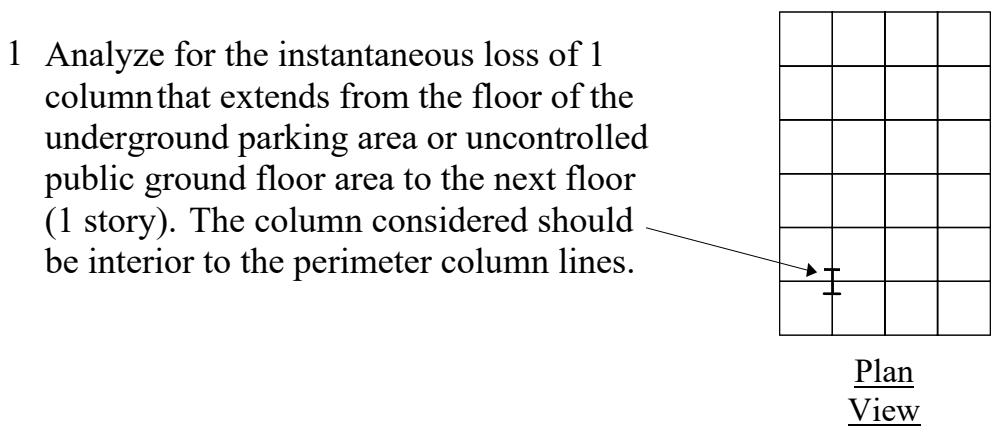 1 Analyze for the instantaneous loss of 1
column that extends from the floor of the
underground parking area or uncontrolled
public ground floor area to the next floor
(1 story). The column considered should
be interior to the perimeter column lines.
Plan
View